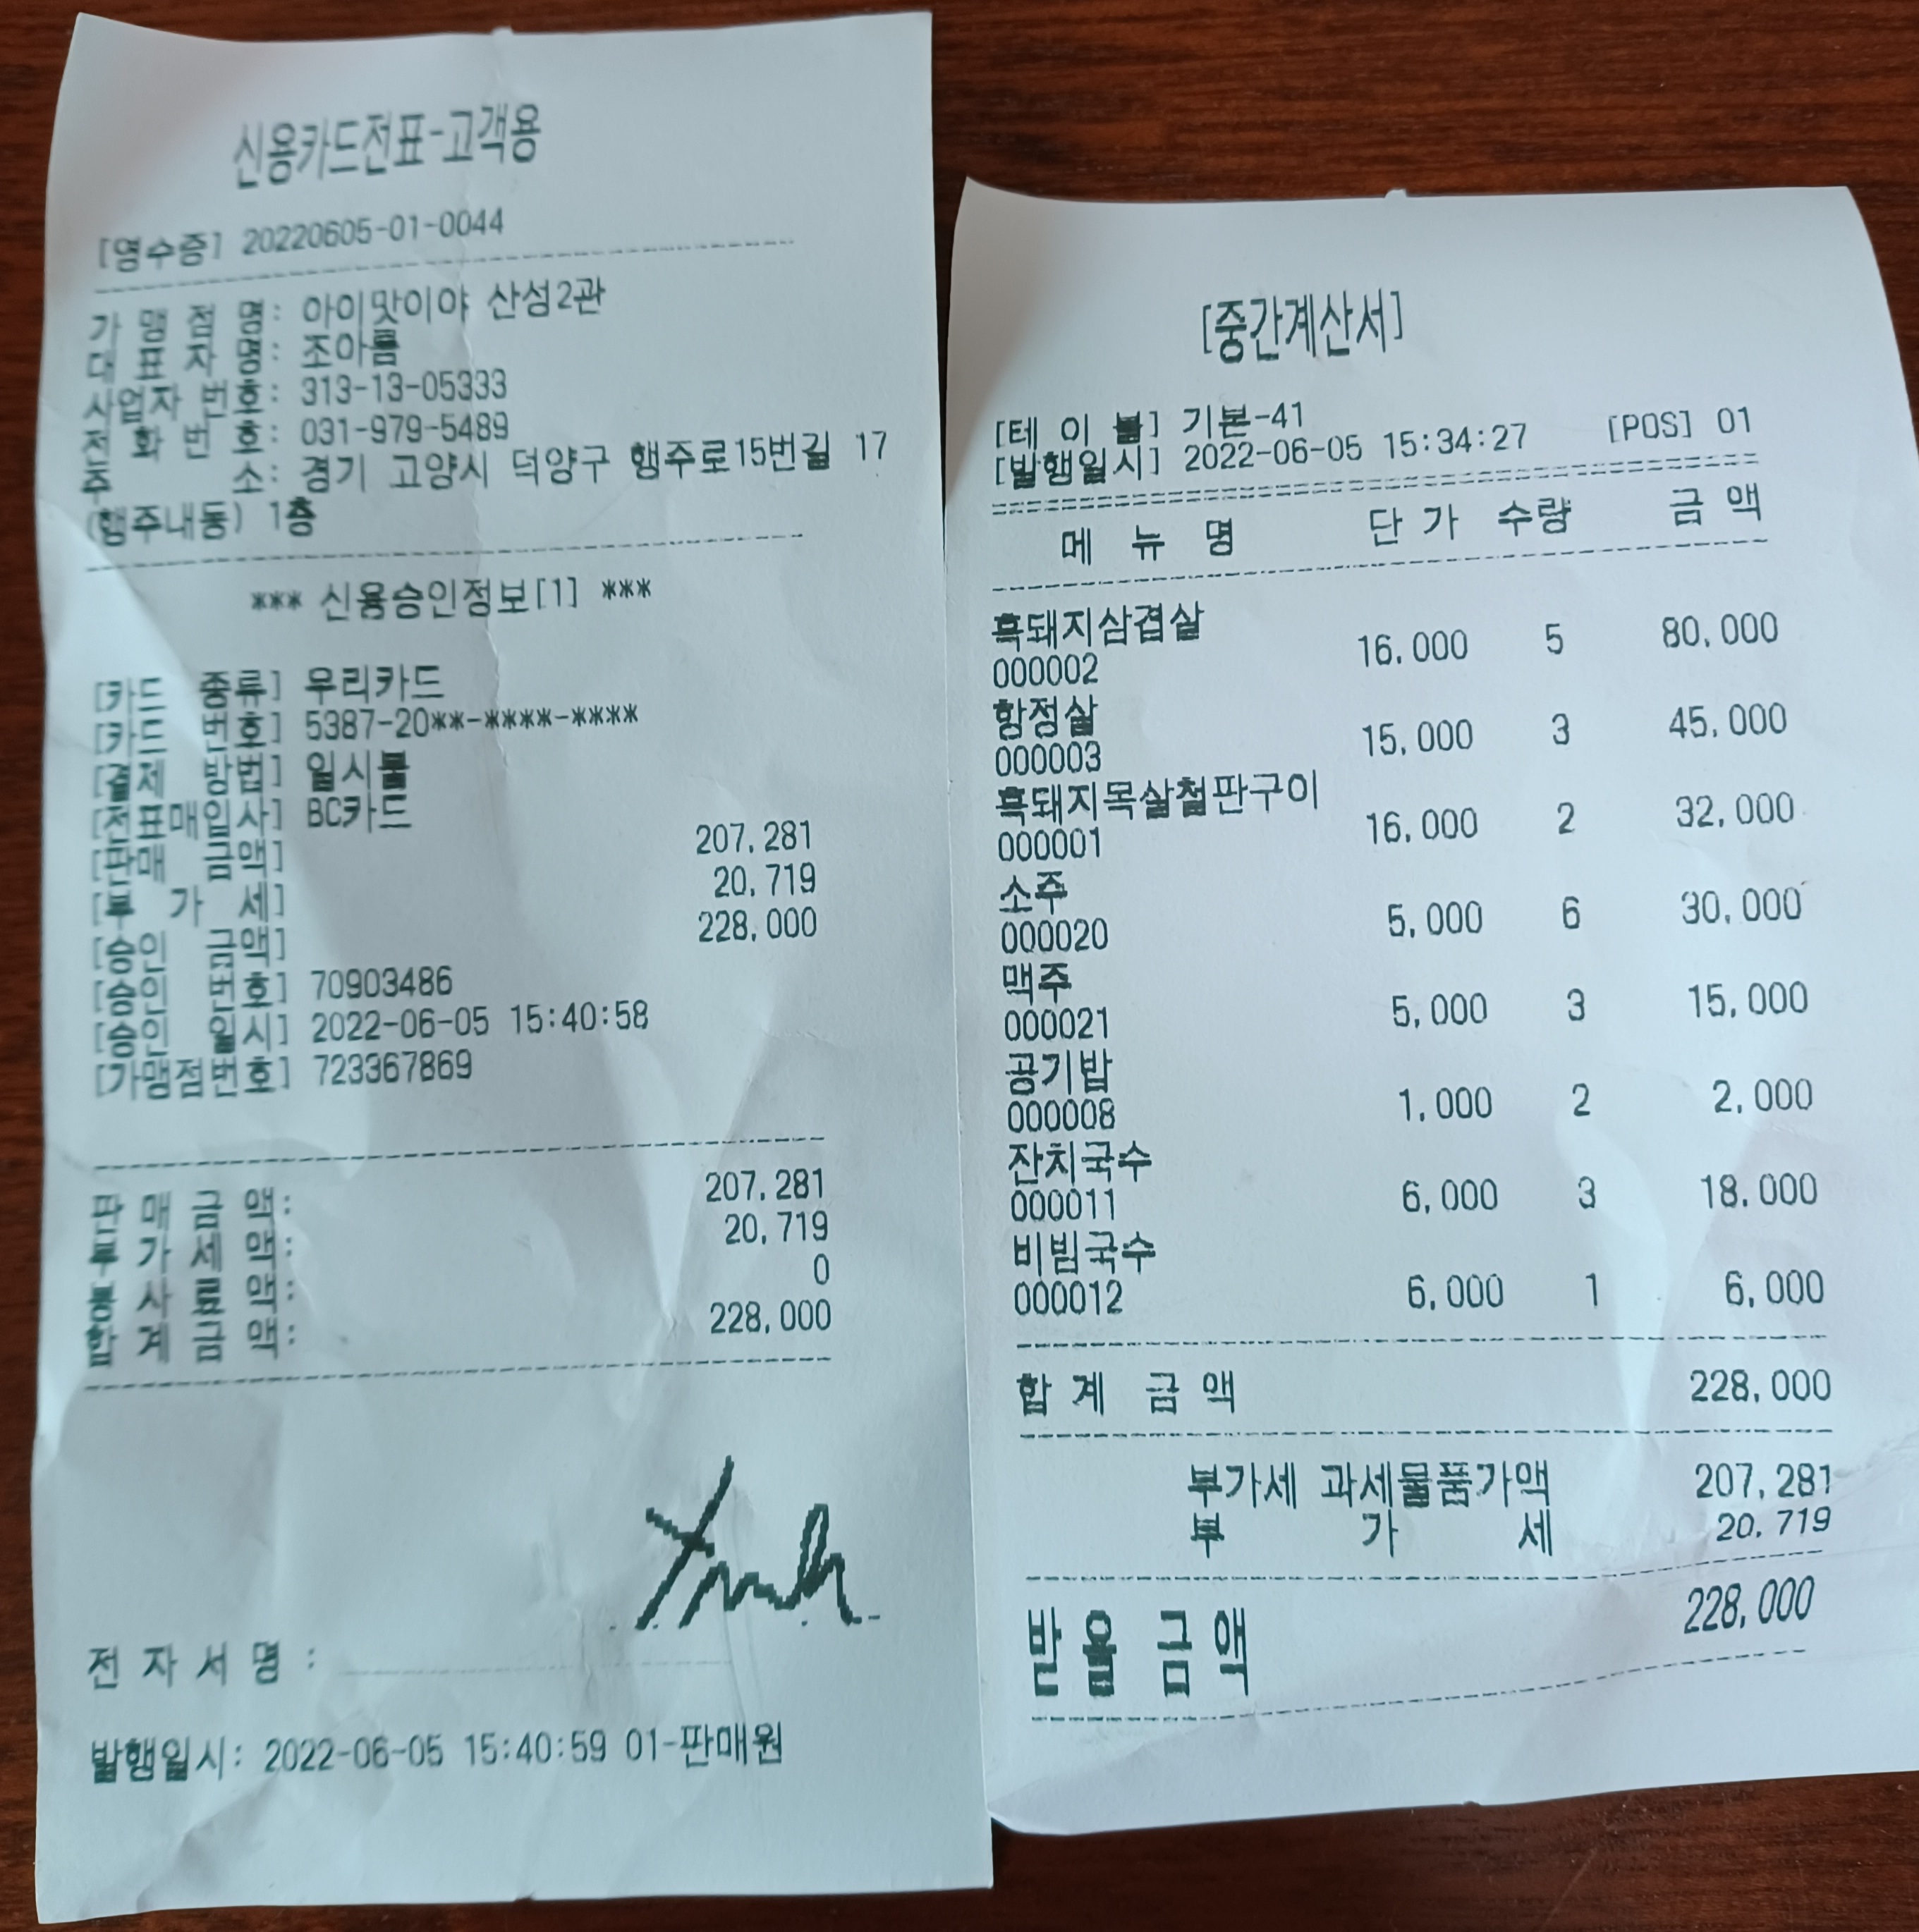 신용카드전표-고객용
[영수증] 20220605-01-0044
가 맹 점 명: 아이맛이야 산성2관
대 표 자 명: 조아름
사업자 번호: 313-13-05333
전 화 번 호: 031-979-5489
주 소: 경기 고양시 덕양구 행주로15번길 17
(행주내동) 1층
*** 신용승인정보[1] ***
[카드 종류] 우리카드
[카드 번호] 5387-20**-****-****
[결제 방법] 일시불
[전표매입사] BC카드
[판매 금액] 207,281
[부 가 세] 20,719
[승인 금액] 228,000
[승인 번호] 70903486
[승인 일시] 2022-06-05 15:40:58
[가맹점번호] 723367869
판 매 금 액: 207,281
부 가 세 액: 20,719
봉 사 료 액: 0
합 계 금 액: 228,000
전 자 서 명 :
발행일시: 2022-06-05 15:40:59 01-판매원
[중간계산서]
[테 이 블] 기본-41 [POS] 01
[발행일시] 2022-06-05 15:34:27
메 뉴 명 단 가 수량 금 액
흑돼지삼겹살
000002 16,000 5 80,000
항정살
000003 15,000 3 45,000
흑돼지목살철판구이
000001 16,000 2 32,000
소주
000020 5,000 6 30,000
맥주
000021 5,000 3 15,000
공기밥
000008 1,000 2 2,000
잔치국수
000011 6,000 3 18,000
비빔국수
000012 6,000 1 6,000
합 계 금 액 228,000
부가세 과세물품가액 207,281
부 가 세 20,719
받 을 금 액 228,000